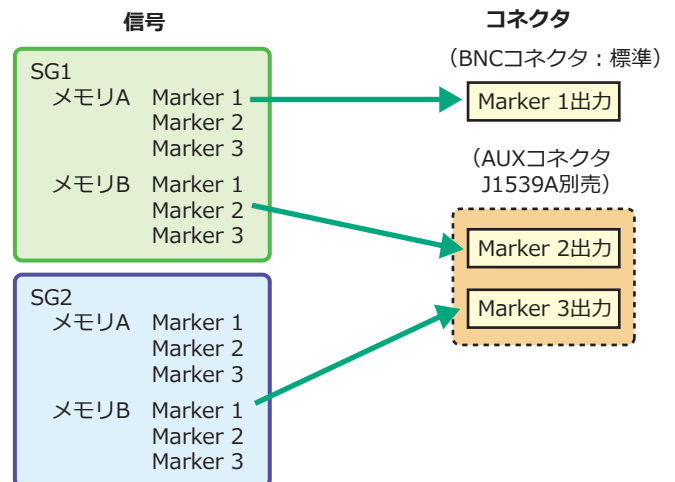 信号
SG1
メモリA Marker 1
Marker 2
Marker 3
メモリB Marker 1
Marker 2
Marker 3
SG2
メモリA Marker 1
Marker 2
Marker 3
メモリB Marker 1
Marker 2
Marker 3
コネクタ
（BNCコネクタ：標準）
Marker 1出力
（AUXコネクタ
J1539A別売）
Marker 2出力
Marker 3出力